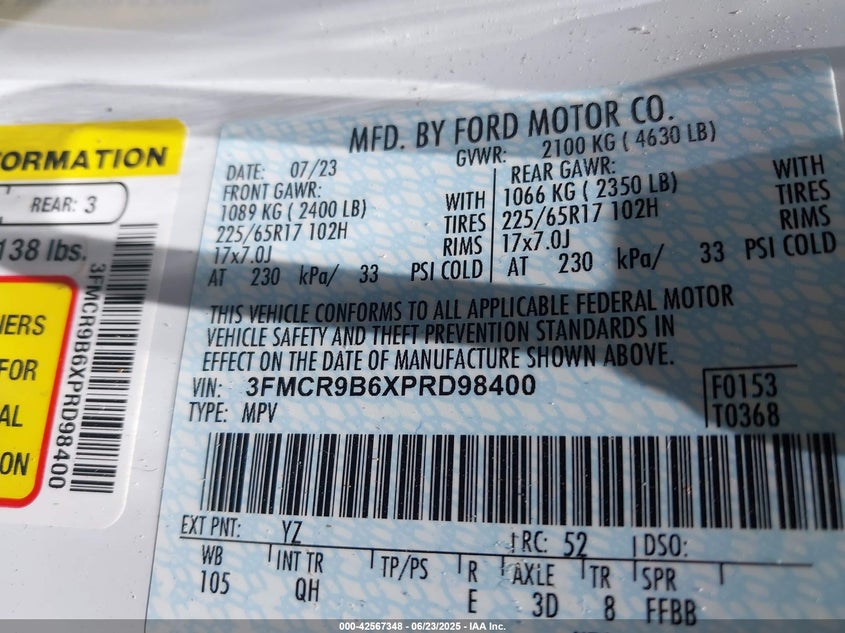 ORMATION
REAR: 3
138 lbs.
IERS
FOR
AL
ON
3FMCR9B6XPRD98400
MFD. BY FORD MOTOR CO.
DATE: 07/23 GVWR: 2100 KG ( 4630 LB)
FRONT GAWR: REAR GAWR: WITH
1089 KG ( 2400 LB) WITH 1066 KG ( 2350 LB) TIRES
225/65R17 102H TIRES 225/65R17 102H RIMS
17x7.0J RIMS 17x7.0J
AT 230 kPa/ 33 PSI COLD AT 230 kPa/ 33 PSI COLD
THIS VEHICLE CONFORMS TO ALL APPLICABLE FEDERAL MOTOR
VEHICLE SAFETY AND THEFT PREVENTION STANDARDS IN
EFFECT ON THE DATE OF MANUFACTURE SHOWN ABOVE.
VIN: 3FMCR9B6XPRD98400 F0153
TYPE: MPV T0368
EXT PNT: YZ RC: 52 DSO:
WB INT TR TP/PS R AXLE TR SPR
105 QH E 3D 8 FFBB
000-42567348 - 06/23/2025 - IAA Inc.